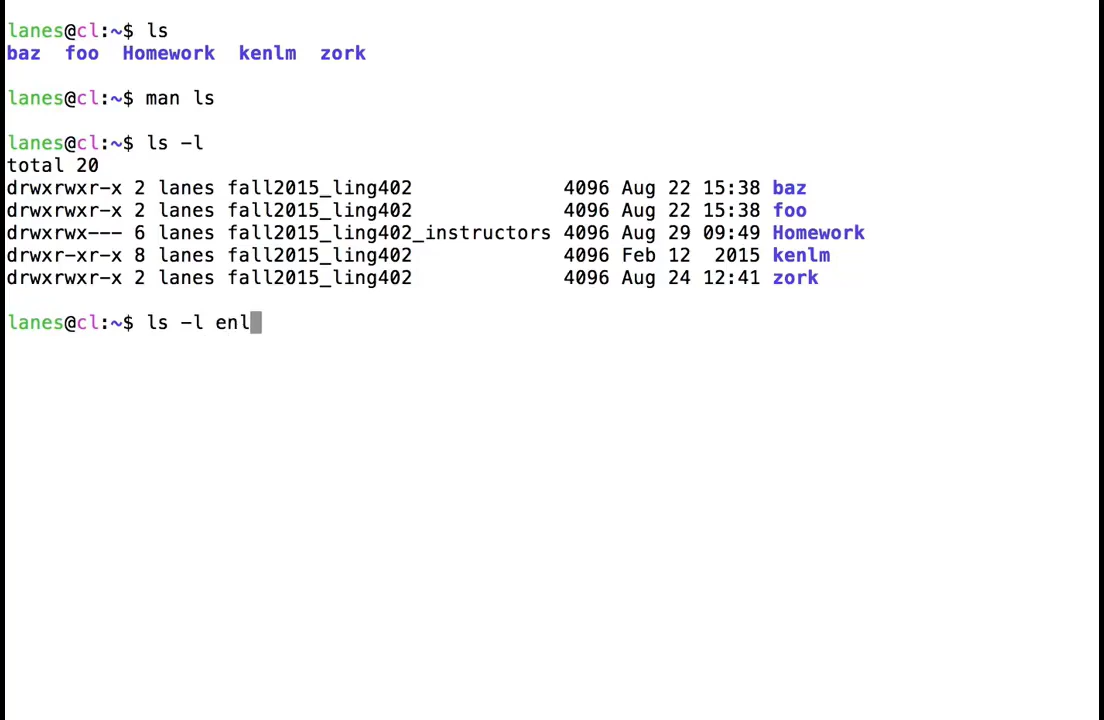 lanes@cl:~$ ls
baz  foo  Homework  kenlm  zork
lanes@cl:~$ man ls
lanes@cl:~$ ls -l
total 20
drwxrwxr-x 2 lanes fall2015_ling402             4096 Aug 22 15:38 baz
drwxrwxr-x 2 lanes fall2015_ling402             4096 Aug 22 15:38 foo
drwxrwx--- 6 lanes fall2015_ling402_instructors 4096 Aug 29 09:49 Homework
drwxr-xr-x 8 lanes fall2015_ling402             4096 Feb 12  2015 kenlm
drwxrwxr-x 2 lanes fall2015_ling402             4096 Aug 24 12:41 zork
lanes@cl:~$ ls -l enl